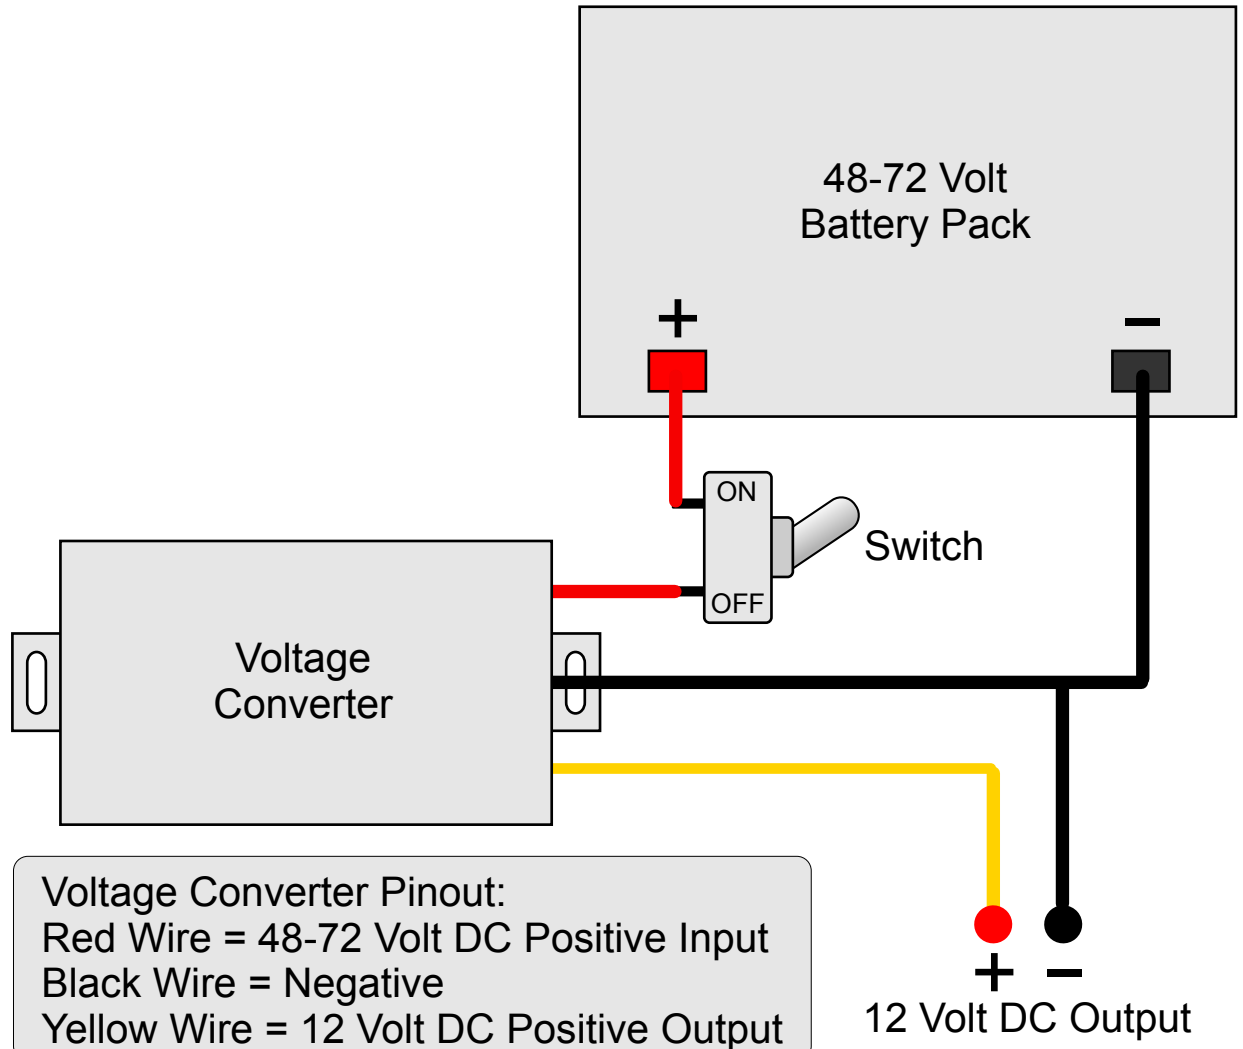 48-72 Volt
Battery Pack
+
−
ON
Switch
OFF
Voltage
Converter
Voltage Converter Pinout:
Red Wire = 48-72 Volt DC Positive Input
Black Wire = Negative
Yellow Wire = 12 Volt DC Positive Output
+ −
12 Volt DC Output